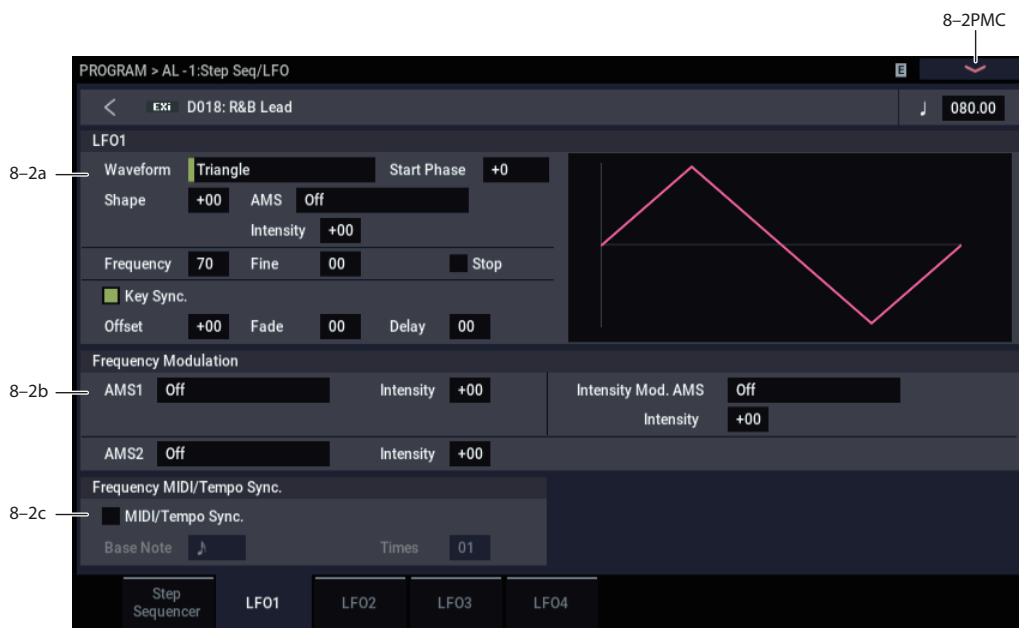 8–2PMC
PROGRAM > AL-1:Step Seq/LFO
E
EXi D018: R&B Lead
♩ 080.00
LFO1
8–2a
Waveform Triangle Start Phase +0
Shape +00 AMS Off
Intensity +00
Frequency 70 Fine 00 Stop
Key Sync.
Offset +00 Fade 00 Delay 00
Frequency Modulation
8–2b
AMS1 Off Intensity +00 Intensity Mod. AMS Off
Intensity +00
AMS2 Off Intensity +00
Frequency MIDI/Tempo Sync.
8–2c
MIDI/Tempo Sync.
Base Note ♪ Times 01
Step
Sequencer
LFO1 LFO2 LFO3 LFO4